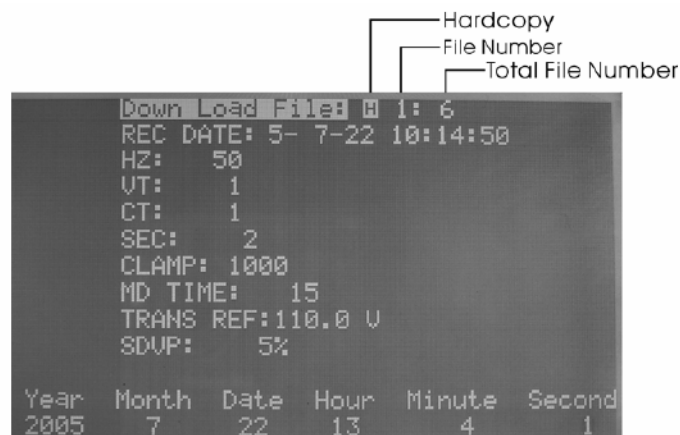 Hardcopy
File Number
Total File Number
Down Load File: H 1: 6
REC DATE: 5- 7-22 10:14:50
HZ: 50
VT: 1
CT: 1
SEC: 2
CLAMP: 1000
MD TIME: 15
TRANS REF:110.0 V
SDVP: 5%
Year Month Date Hour Minute Second
2005 7 22 13 4 1